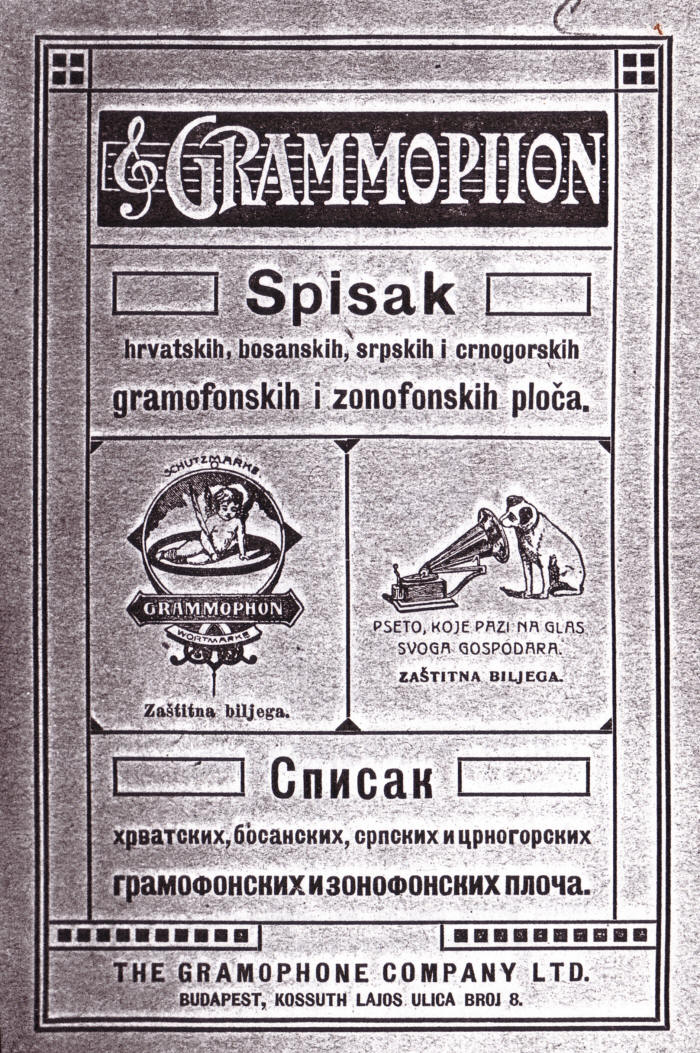 GRAMMOPHON
Spisak
hrvatskih, bosanskih, srpskih i crnogorskih
gramofonskih i zonofonskih ploča.
SCHUTZMARKE
GRAMMOPHON
WORTMARKE
Zaštitna biljega.
PSETO, KOJE PAZI NA GLAS
SVOGA GOSPODARA.
ZAŠTITNA BILJEGA.
Списак
хрватских, босанских, српских и црногорских
грамофонских и зонофонских плоча.
THE GRAMOPHONE COMPANY LTD.
BUDAPEST, KOSSUTH LAJOS ULICA BROJ 8.